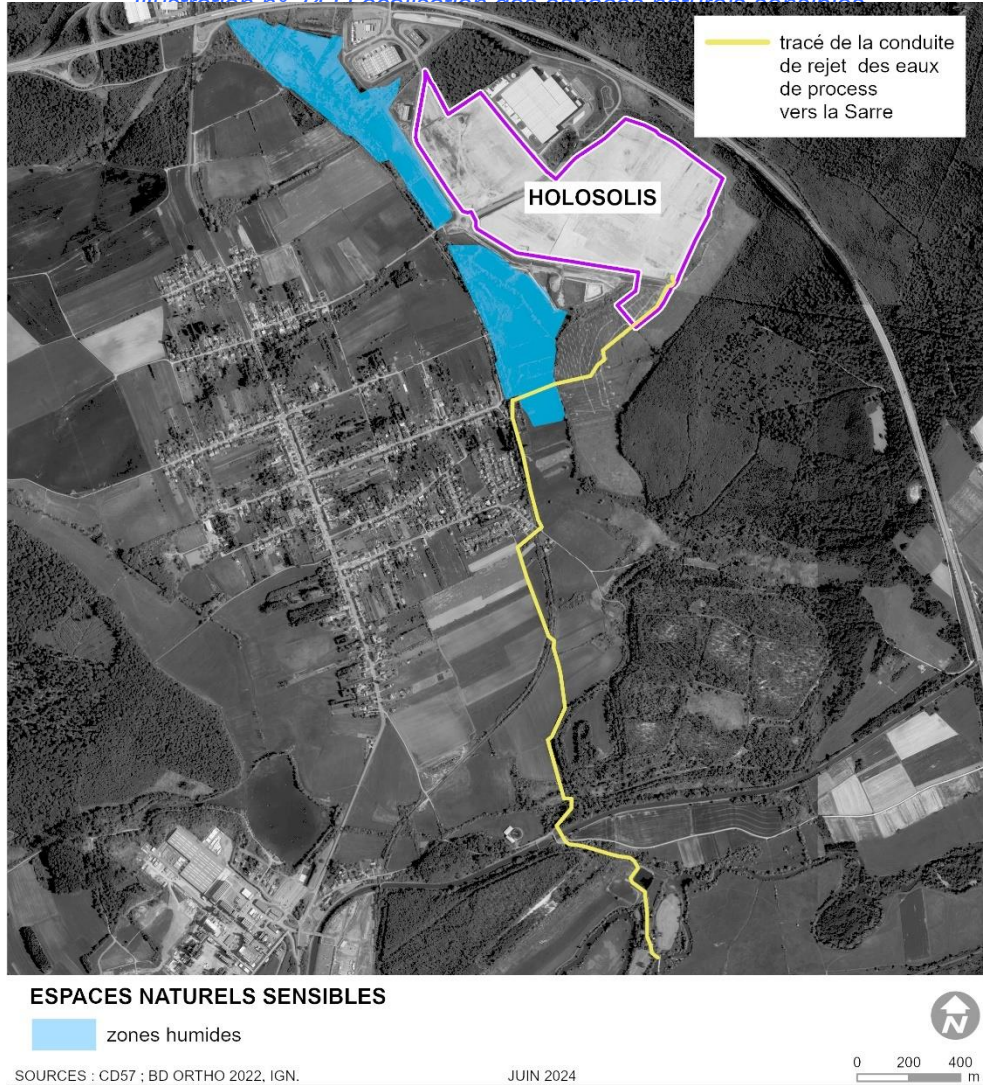 tracé de la conduite
de rejet des eaux
de process
vers la Sarre
HOLOSOLIS
ESPACES NATURELS SENSIBLES
zones humides
N
SOURCES : CD57 ; BD ORTHO 2022, IGN.
JUIN 2024
0 200 400
m